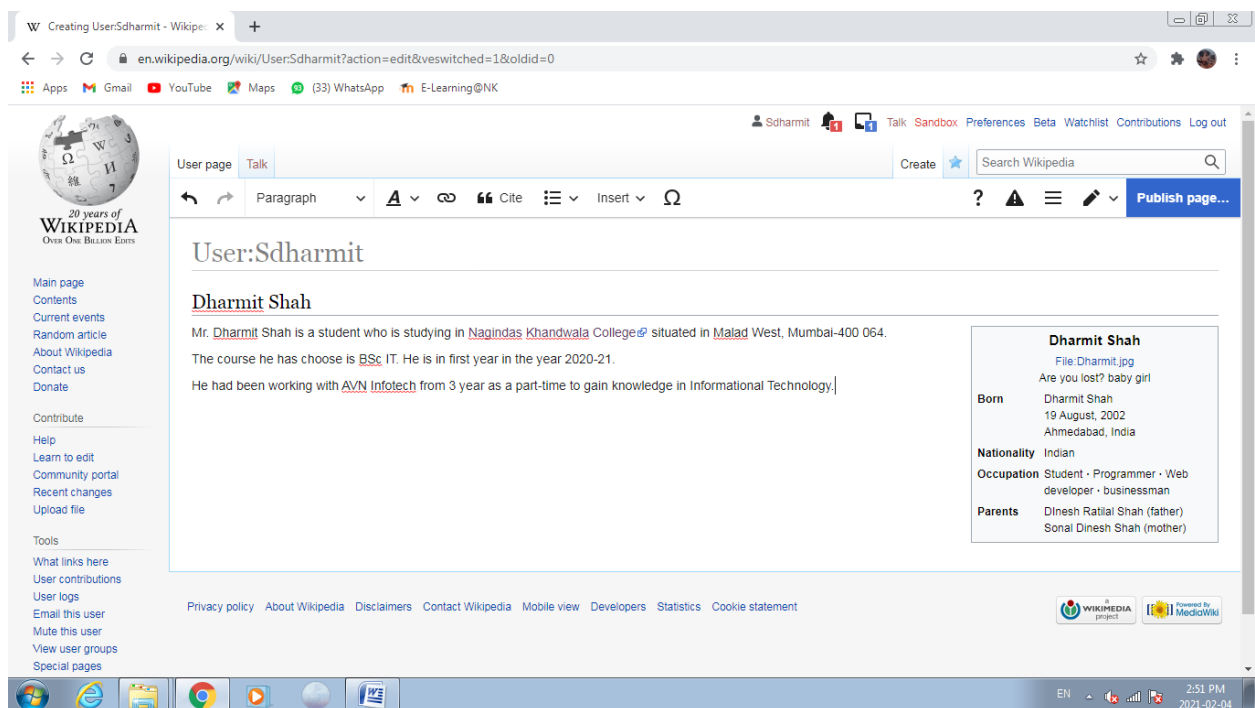 Creating User:Sdharmit - Wikipe
en.wikipedia.org/wiki/User:Sdharmit?action=edit&veswitched=1&oldid=0
Apps Gmail YouTube Maps (33) WhatsApp E-Learning@NK
Sdharmit 1 1 Talk Sandbox Preferences Beta Watchlist Contributions Log out
User page Talk Create Search Wikipedia
Paragraph A Cite Insert Ω ? Publish page...
20 years of
WIKIPEDIA
OVER ONE BILLION EDITS
Main page
Contents
Current events
Random article
About Wikipedia
Contact us
Donate
Contribute
Help
Learn to edit
Community portal
Recent changes
Upload file
Tools
What links here
User contributions
User logs
Email this user
Mute this user
View user groups
Special pages
User:Sdharmit
Dharmit Shah
Mr. Dharmit Shah is a student who is studying in Nagindas Khandwala College situated in Malad West, Mumbai-400 064.
The course he has choose is BSc IT. He is in first year in the year 2020-21.
He had been working with AVN Infotech from 3 year as a part-time to gain knowledge in Informational Technology.
Dharmit Shah
File:Dharmit.jpg
Are you lost? baby girl
Born Dharmit Shah
19 August, 2002
Ahmedabad, India
Nationality Indian
Occupation Student · Programmer · Web
developer · businessman
Parents DInesh Ratilal Shah (father)
Sonal Dinesh Shah (mother)
Privacy policy About Wikipedia Disclaimers Contact Wikipedia Mobile view Developers Statistics Cookie statement
a
WIKIMEDIA
project
Powered By
MediaWiki
EN
2:51 PM
2021-02-04